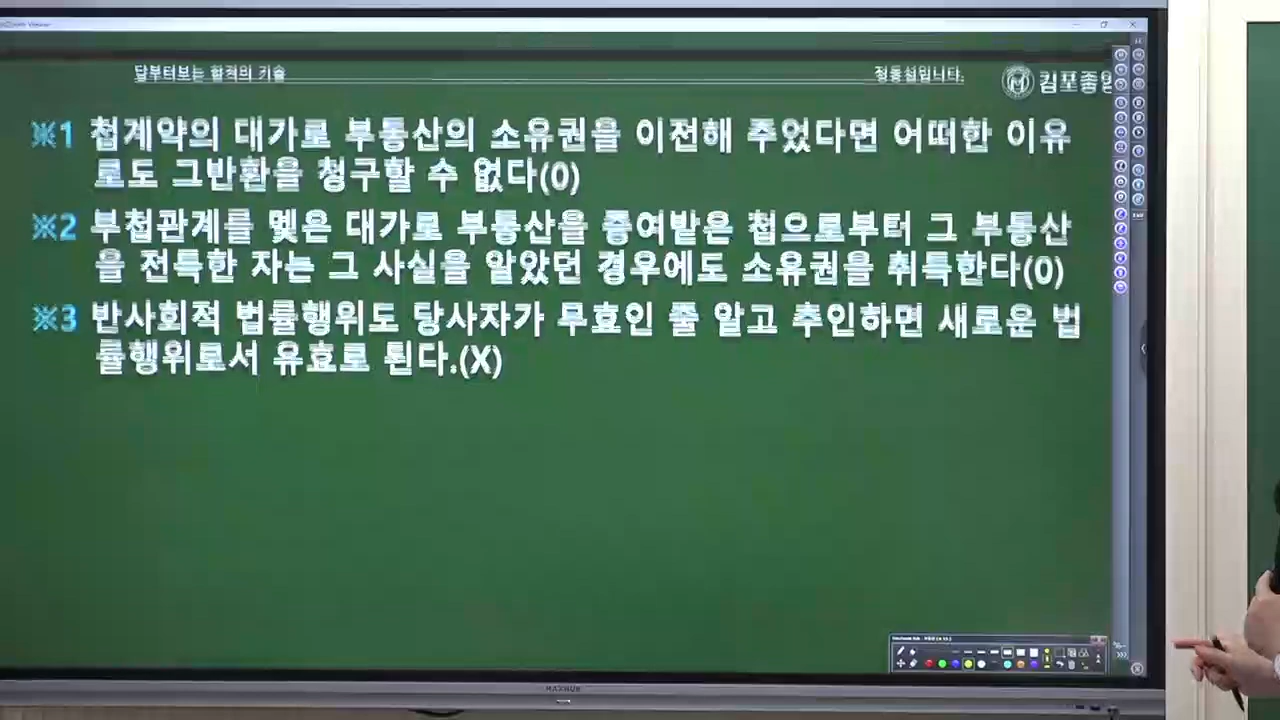 답부터보는 합격의 기술
정동섭입니다.
김포중앙
※1 첩계약의 대가로 부동산의 소유권을 이전해 주었다면 어떠한 이유
로도 그반환을 청구할 수 없다(0)
※2 부첩관계를 맺은 대가로 부동산을 증여받은 첩으로부터 그 부동산
을 전득한 자는 그 사실을 알았던 경우에도 소유권을 취득한다(0)
※3 반사회적 법률행위도 당사자가 무효인 줄 알고 추인하면 새로운 법
률행위로서 유효로 된다.(X)
MAXHUB